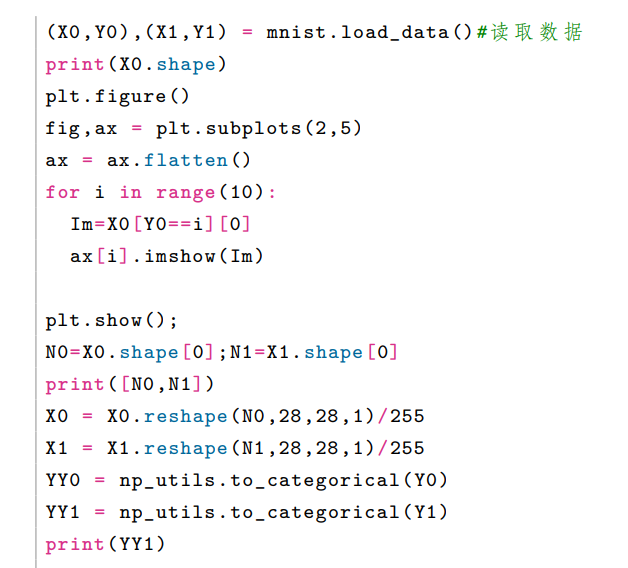 (X0,Y0),(X1,Y1) = mnist.load_data()#读取数据
print(X0.shape)
plt.figure()
fig,ax = plt.subplots(2,5)
ax = ax.flatten()
for i in range(10):
  Im=X0[Y0==i][0]
  ax[i].imshow(Im)
plt.show();
N0=X0.shape[0];N1=X1.shape[0]
print([N0,N1])
X0 = X0.reshape(N0,28,28,1)/255
X1 = X1.reshape(N1,28,28,1)/255
YY0 = np_utils.to_categorical(Y0)
YY1 = np_utils.to_categorical(Y1)
print(YY1)